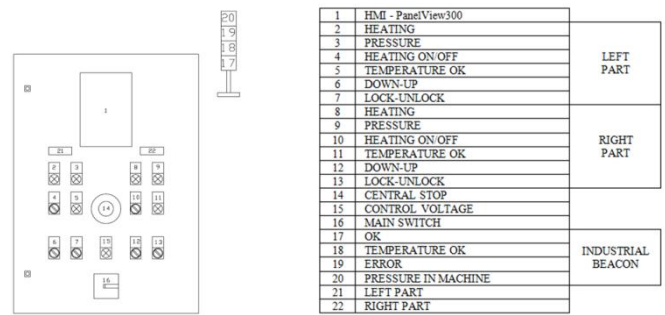 20
19
18
17
1
21 22
2 3 8 9
4 5 14 10 11
6 7 15 12 13
16
1 HMI - PanelView300
2 HEATING
3 PRESSURE
4 HEATING ON/OFF
5 TEMPERATURE OK
6 DOWN-UP
7 LOCK-UNLOCK
LEFT
PART
8 HEATING
9 PRESSURE
10 HEATING ON/OFF
11 TEMPERATURE OK
12 DOWN-UP
13 LOCK-UNLOCK
RIGHT
PART
14 CENTRAL STOP
15 CONTROL VOLTAGE
16 MAIN SWITCH
17 OK
18 TEMPERATURE OK
19 ERROR
20 PRESSURE IN MACHINE
INDUSTRIAL
BEACON
21 LEFT PART
22 RIGHT PART